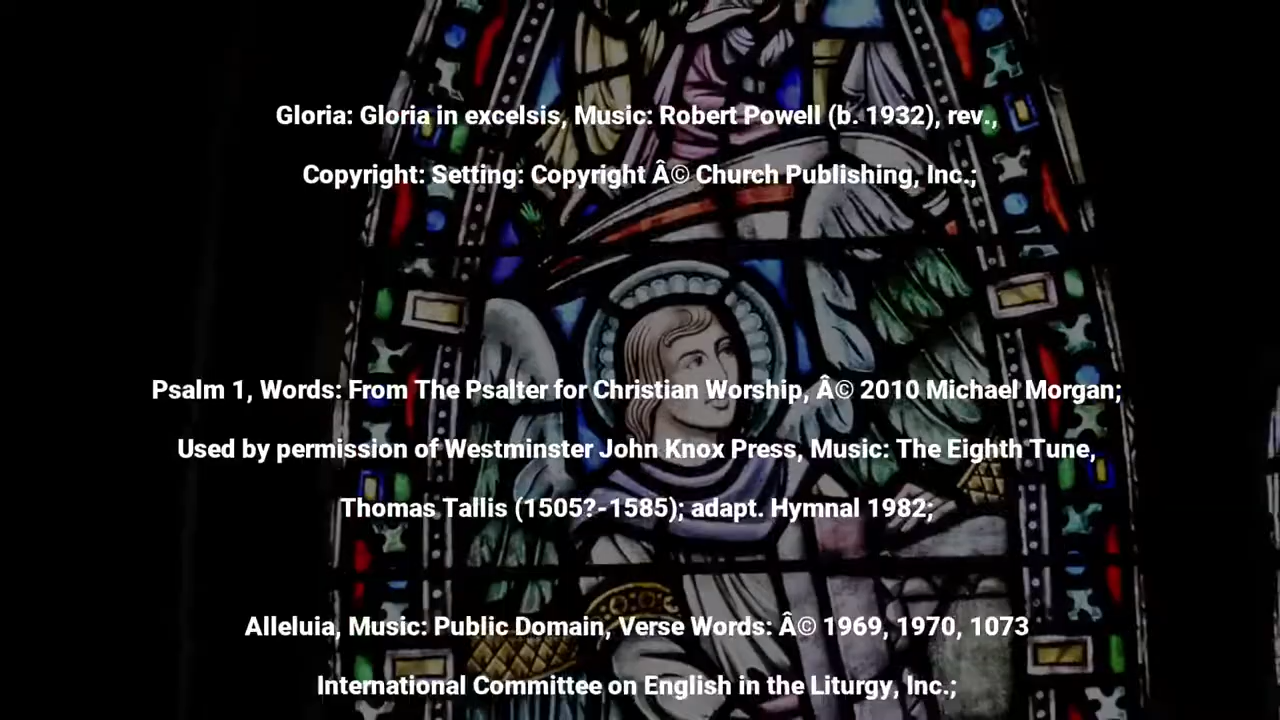 Gloria: Gloria in excelsis, Music: Robert Powell (b. 1932), rev.,
Copyright: Setting: Copyright Â© Church Publishing, Inc.;
Psalm 1, Words: From The Psalter for Christian Worship, Â© 2010 Michael Morgan;
Used by permission of Westminster John Knox Press, Music: The Eighth Tune,
Thomas Tallis (1505?-1585); adapt. Hymnal 1982;
Alleluia, Music: Public Domain, Verse Words: Â© 1969, 1970, 1073
International Committee on English in the Liturgy, Inc.;